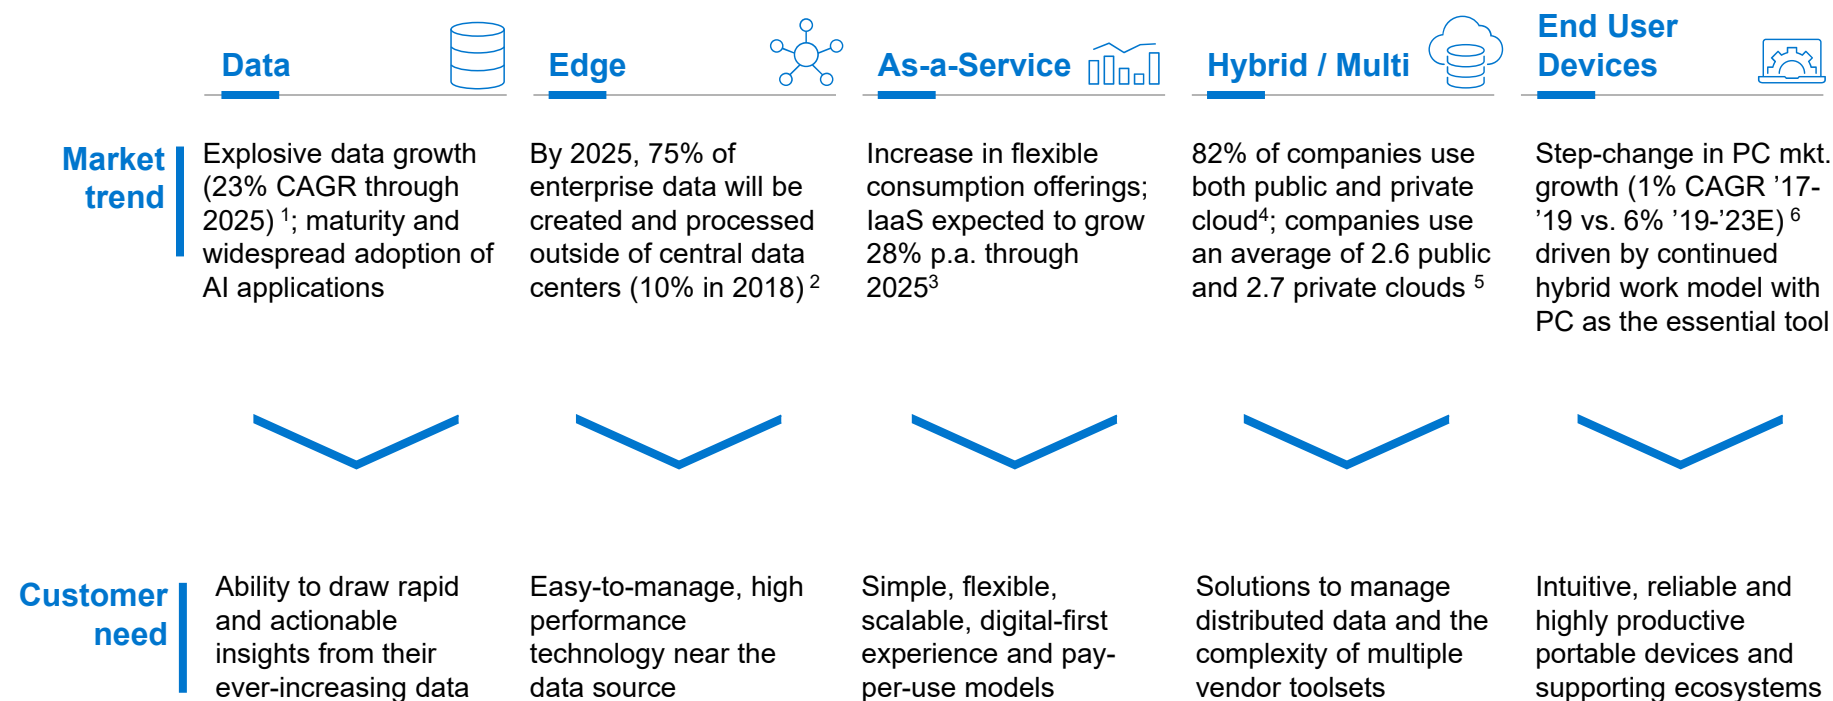 Data
Edge
As-a-Service
Hybrid / Multi
End User
Devices
Market
trend
Explosive data growth
(23% CAGR through
2025) 1; maturity and
widespread adoption of
AI applications
By 2025, 75% of
enterprise data will be
created and processed
outside of central data
centers (10% in 2018) 2
Increase in flexible
consumption offerings;
IaaS expected to grow
28% p.a. through
20253
82% of companies use
both public and private
cloud4; companies use
an average of 2.6 public
and 2.7 private clouds 5
Step-change in PC mkt.
growth (1% CAGR ’17-
’19 vs. 6% ’19-’23E) 6
driven by continued
hybrid work model with
PC as the essential tool
Customer
need
Ability to draw rapid
and actionable
insights from their
ever-increasing data
Easy-to-manage, high
performance
technology near the
data source
Simple, flexible,
scalable, digital-first
experience and pay-
per-use models
Solutions to manage
distributed data and the
complexity of multiple
vendor toolsets
Intuitive, reliable and
highly productive
portable devices and
supporting ecosystems